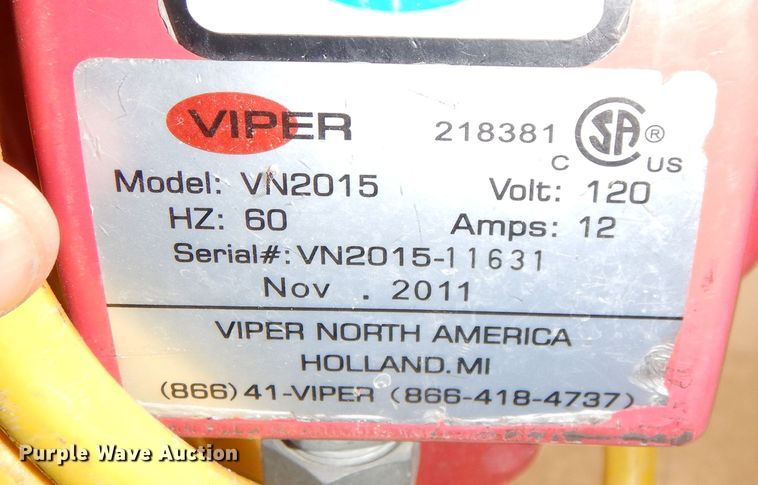 VIPER 218381 CSA ®
C US
Model: VN2015 Volt: 120
HZ: 60 Amps: 12
Serial#: VN2015-11631
Nov . 2011
VIPER NORTH AMERICA
HOLLAND.MI
(866)41-VIPER (866-418-4737)
Purple Wave Auction